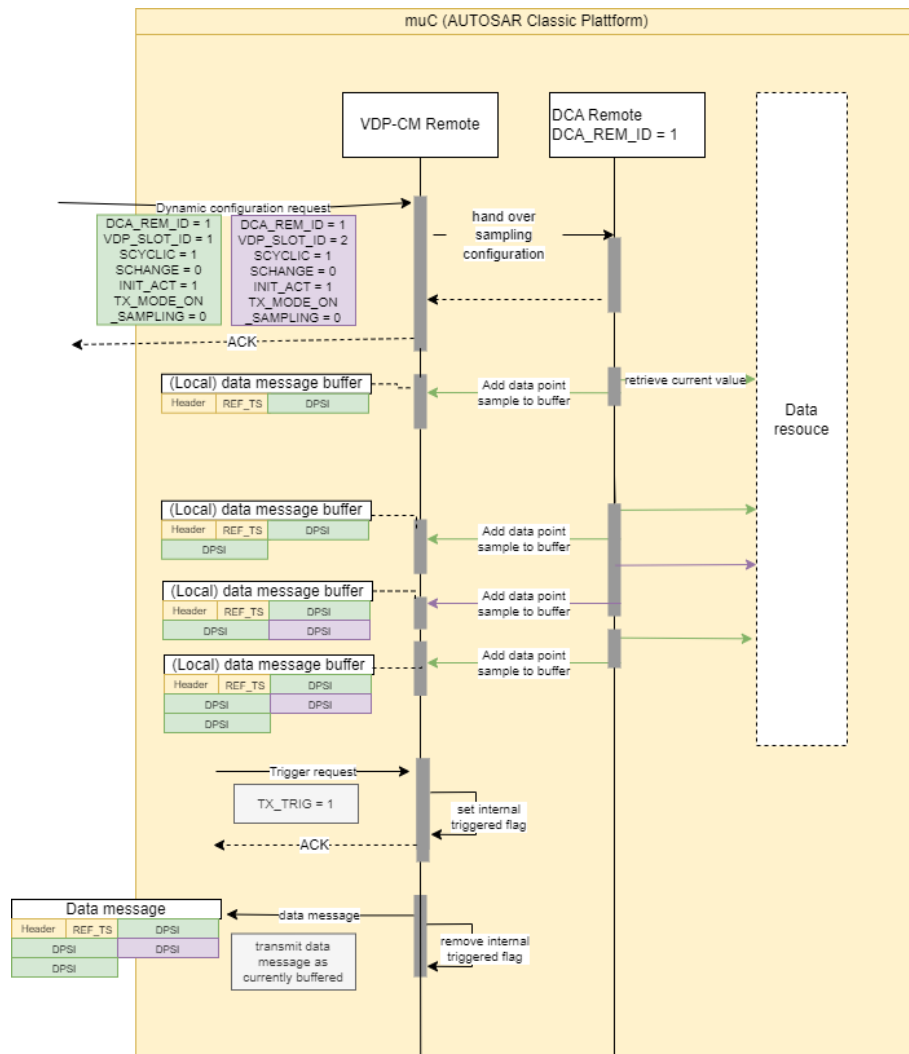 muC (AUTOSAR Classic Plattform)
VDP-CM Remote
DCA Remote
DCA_REM_ID = 1
Dynamic configuration request
DCA_REM_ID = 1
VDP_SLOT_ID = 1
SCYCLIC = 1
SCHANGE = 0
INIT_ACT = 1
TX_MODE_ON
_SAMPLING = 0
DCA_REM_ID = 1
VDP_SLOT_ID = 2
SCYCLIC = 1
SCHANGE = 0
INIT_ACT = 1
TX_MODE_ON
_SAMPLING = 0
hand over
sampling
configuration
ACK
(Local) data message buffer
Header REF_TS DPSI
Add data point
sample to buffer
retrieve current value
Data
resouce
(Local) data message buffer
Header REF_TS DPSI
DPSI
Add data point
sample to buffer
(Local) data message buffer
Header REF_TS DPSI
DPSI DPSI
Add data point
sample to buffer
(Local) data message buffer
Header REF_TS DPSI
DPSI DPSI
DPSI
Add data point
sample to buffer
Trigger request
TX_TRIG = 1
set internal
triggered flag
ACK
Data message
Header REF_TS DPSI
DPSI DPSI
DPSI
data message
transmit data
message as
currently buffered
remove internal
triggered flag